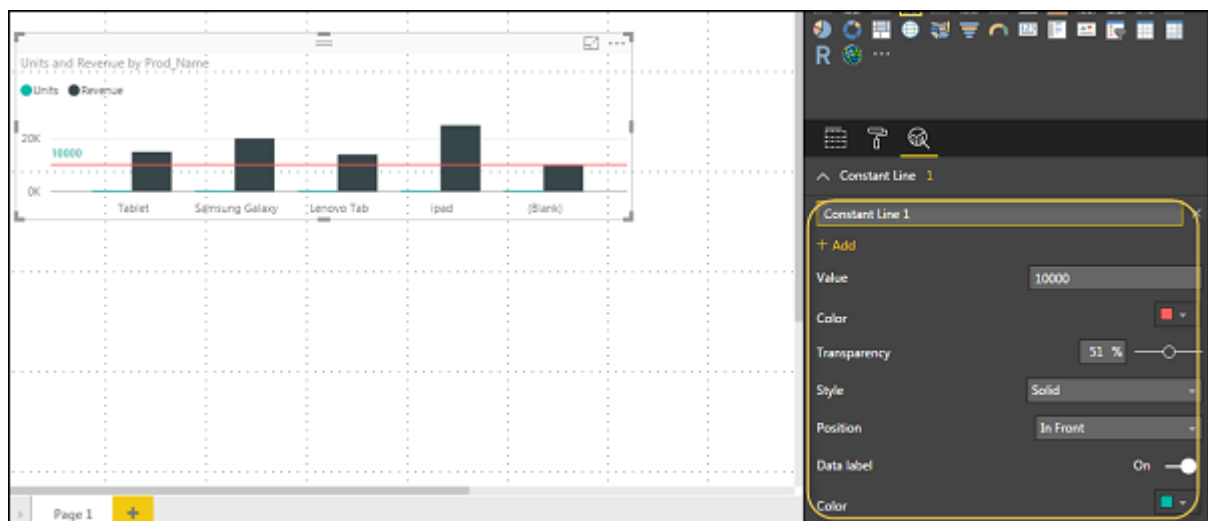 Units and Revenue by Prod_Name
Units Revenue
20K
10000
0K
Tablet Samsung Galaxy Lenovo Tab ipad (Blank)
Page 1
R
Constant Line 1
Constant Line 1
+ Add
Value 10000
Color
Transparency 51 %
Style Solid
Position In Front
Data label On
Color